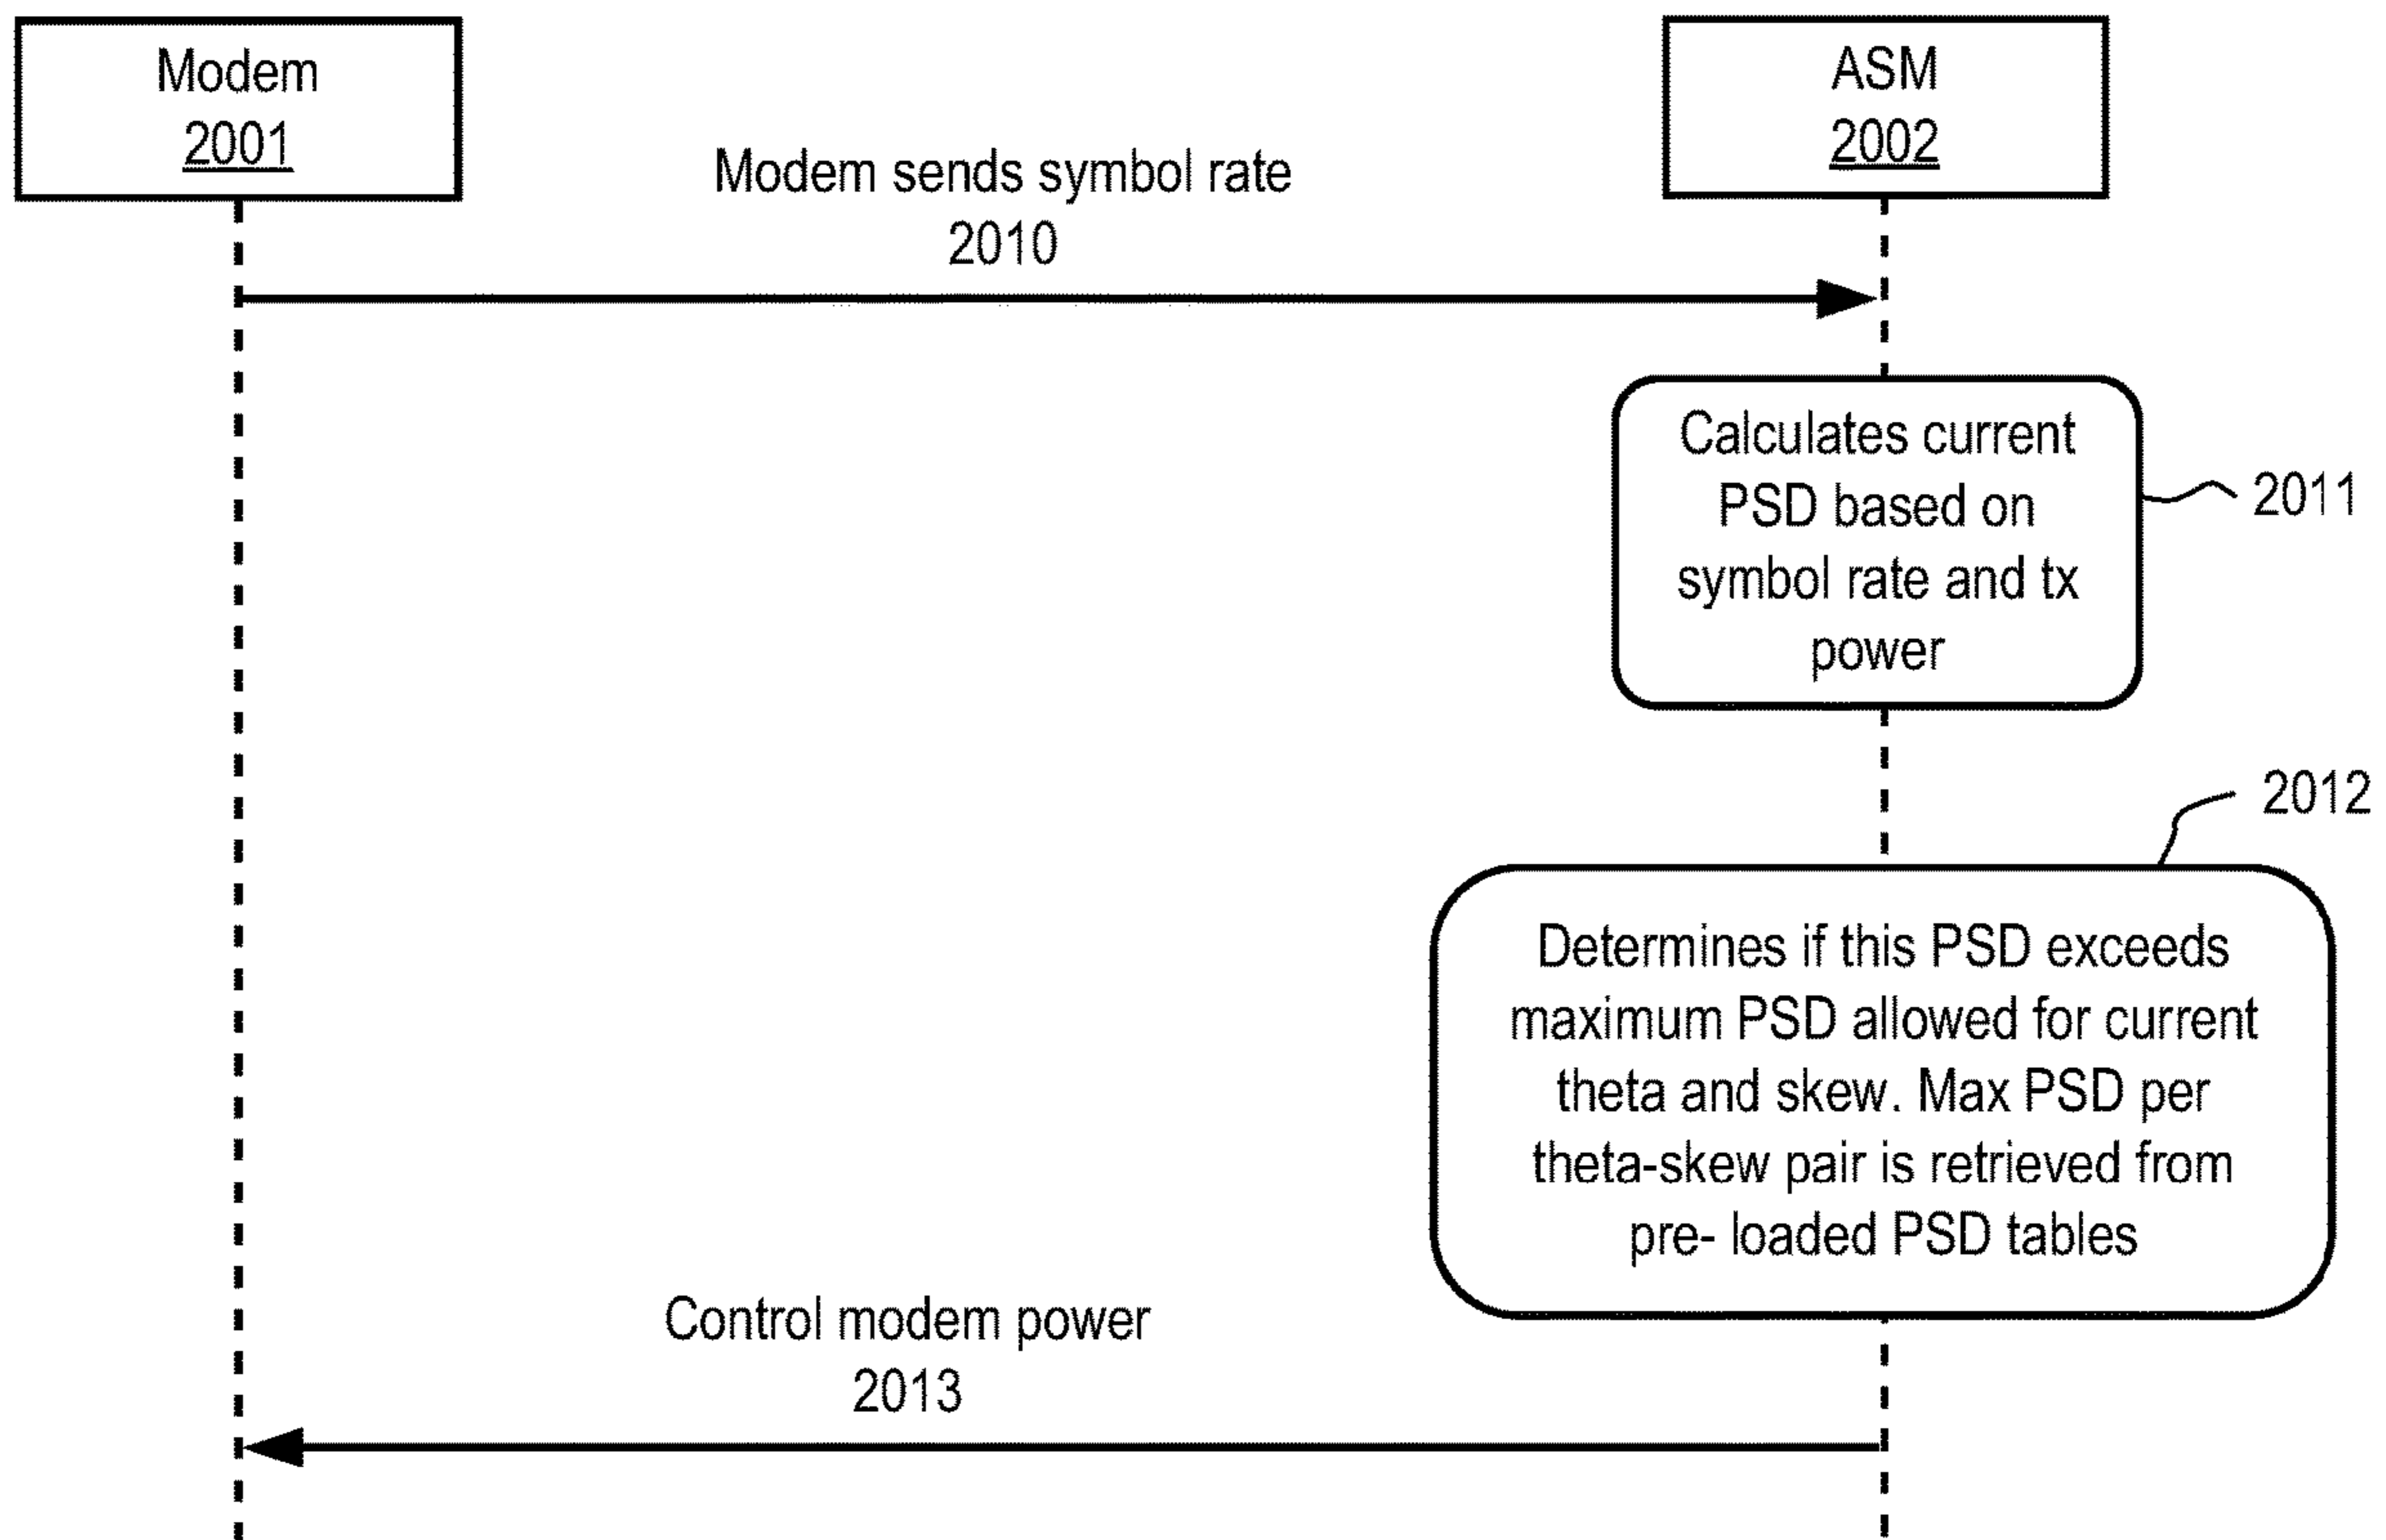 Modem
2001
ASM
2002
Modem sends symbol rate
2010
Calculates current
PSD based on
symbol rate and tx
power
2011
2012
Determines if this PSD exceeds
maximum PSD allowed for current
theta and skew. Max PSD per
theta-skew pair is retrieved from
pre- loaded PSD tables
Control modem power
2013